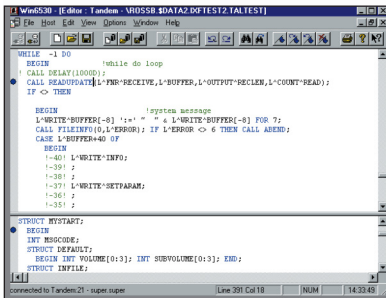 Win6530 - [Editor : Tandem - \ROSSB.$DATA2.DXFTEST2.TALTEST]
File Host Edit View Options Window Help
WHILE -1 DO
BEGIN !while do loop
! CALL DELAY(1000D);
CALL READUPDATE(L^FNR^RECEIVE,L^BUFFER,L^OUTPUT^RECLEN,L^COUNT^READ);
IF <> THEN
BEGIN !system message
L^WRITE^BUFFER[-8] ':=' " " & L^WRITE^BUFFER[-8] FOR 7;
CALL FILEINFO(0,L^ERROR); IF L^ERROR <> 6 THEN CALL ABEND;
CASE L^BUFFER+40 OF
BEGIN
!-40! L^WRITE^INFO;
!-39! ;
!-38! ;
!-37! L^WRITE^SETPARAM;
!-36! ;
!-35! ;
STRUCT MYSTART;
BEGIN
INT MSGCODE;
STRUCT DEFAULT;
BEGIN INT VOLUME[0:3]; INT SUBVOLUME[0:3]; END;
STRUCT INFILE;
connected to Tandem:21 - super.super Line 391 Col 18 NUM 14:33:49